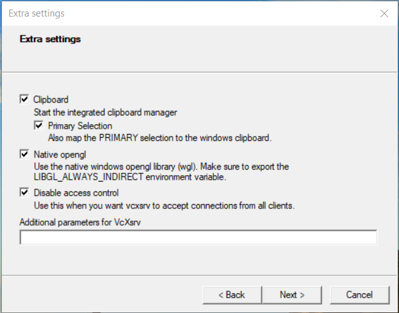 Extra settings
Extra settings
Clipboard
Start the integrated clipboard manager
Primary Selection
Also map the PRIMARY selection to the windows clipboard.
Native opengl
Use the native windows opengl library (wgl). Make sure to export the
LIBGL_ALWAYS_INDIRECT environment variable.
Disable access control
Use this when you want vcxsrv to accept connections from all clients.
Additional parameters for VcXsrv
< Back Next > Cancel